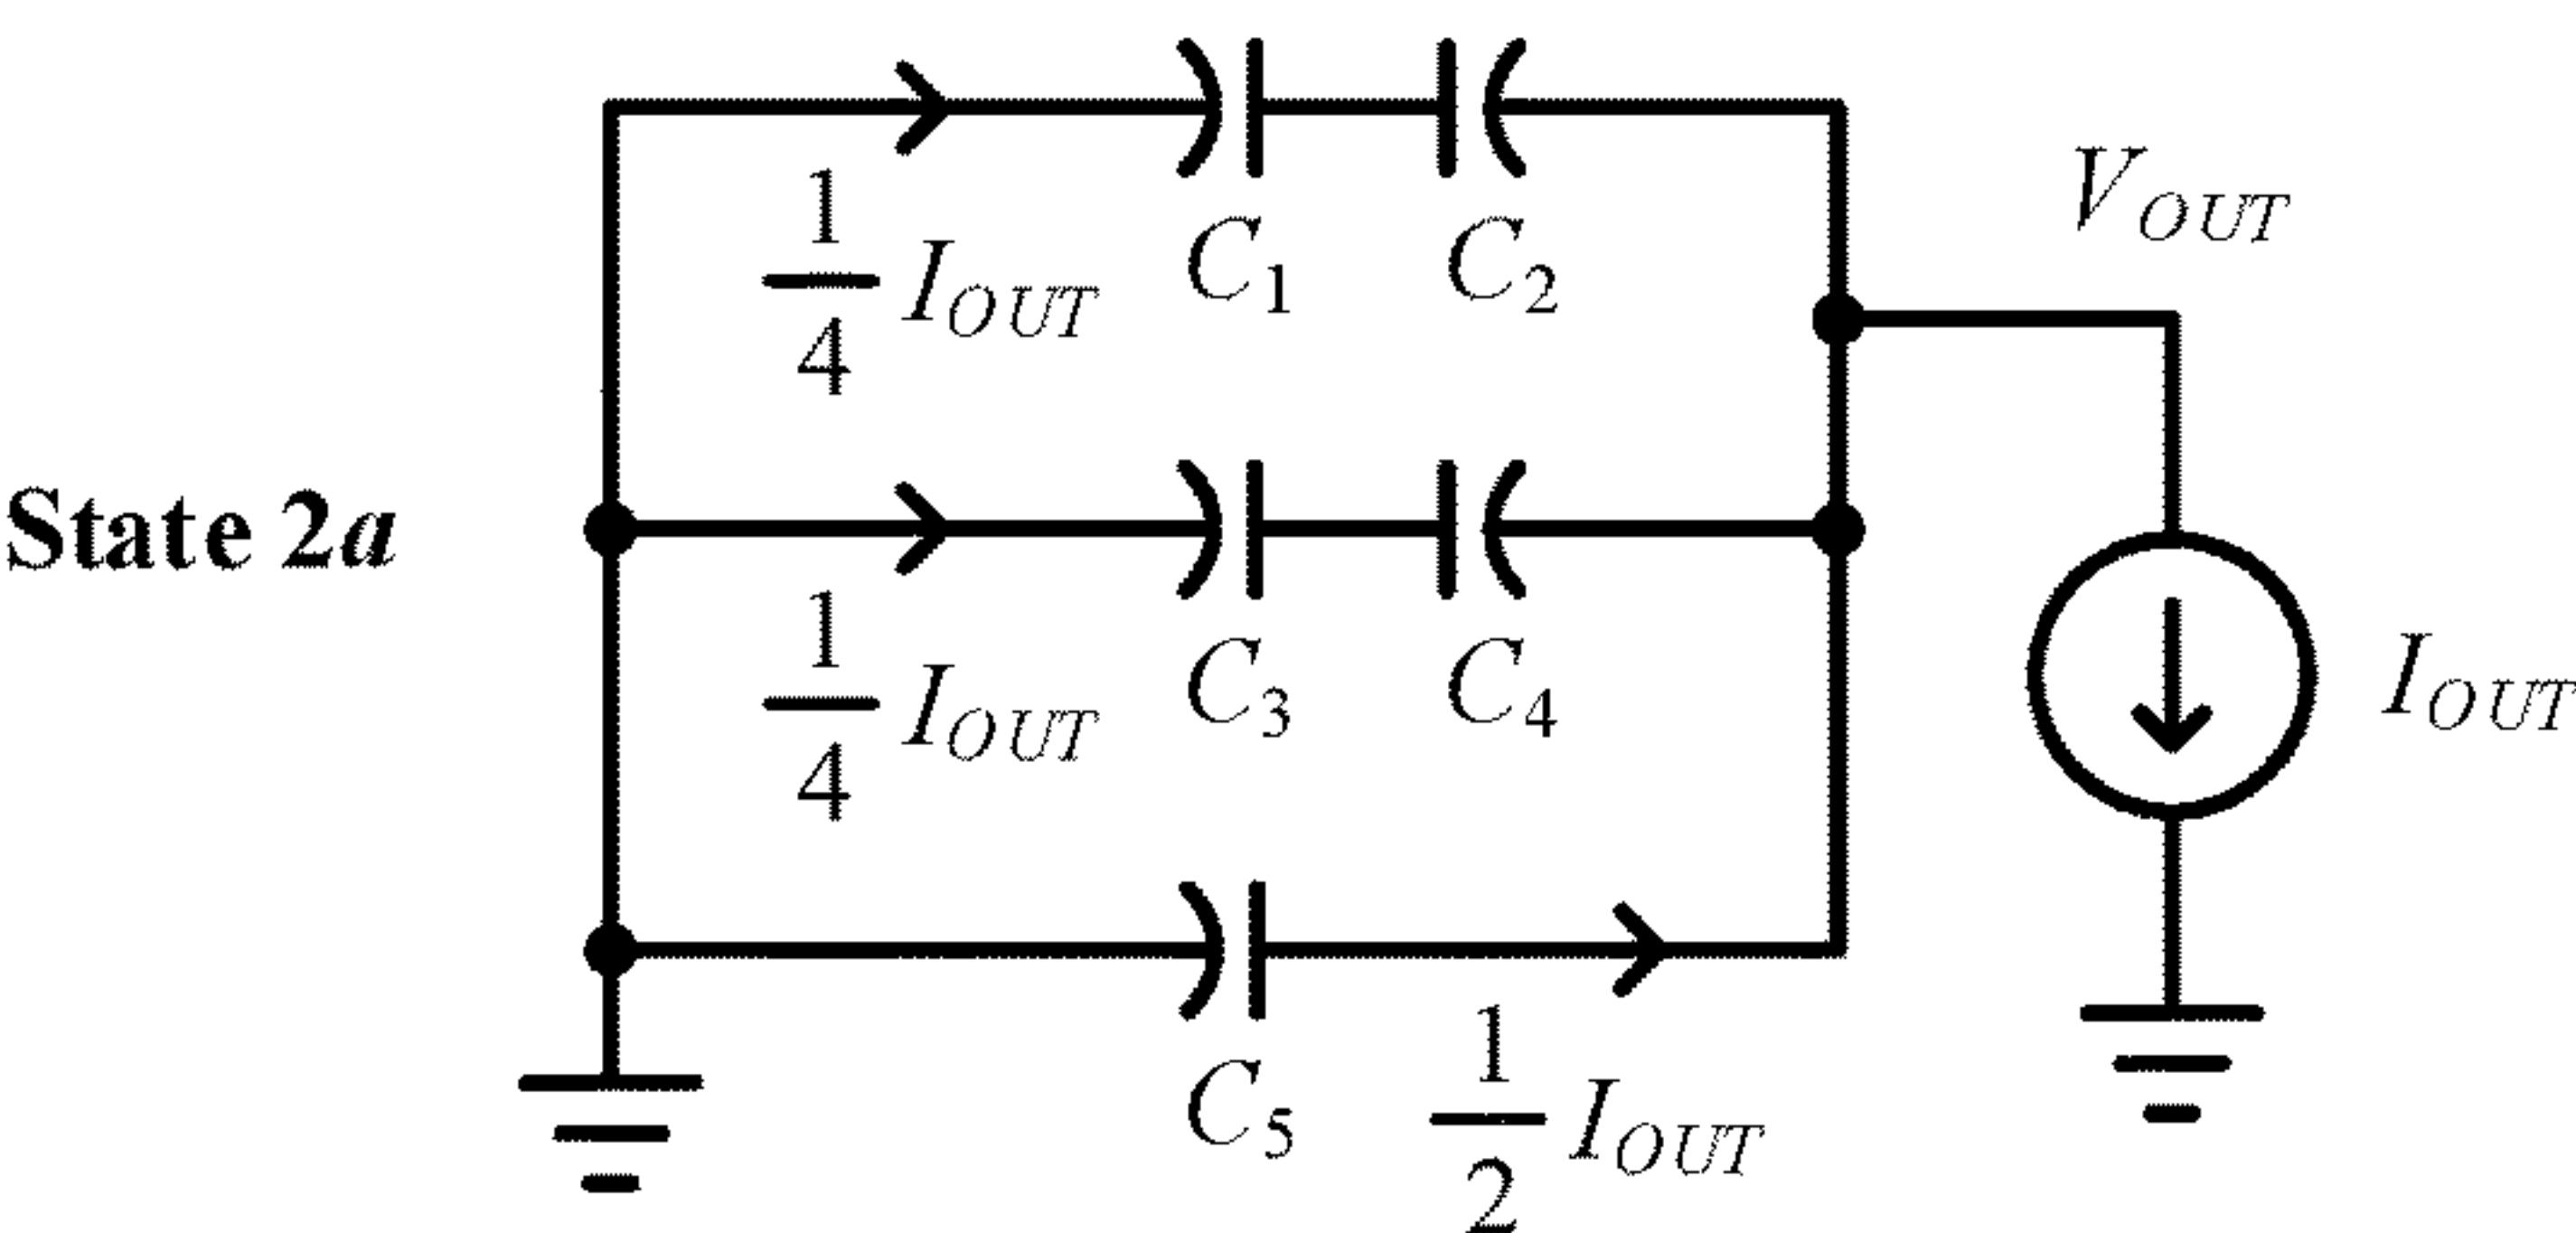 V_OUT
1/4 I_OUT
C_1
C_2
State 2a
1/4 I_OUT
C_3
C_4
I_OUT
C_5
1/2 I_OUT